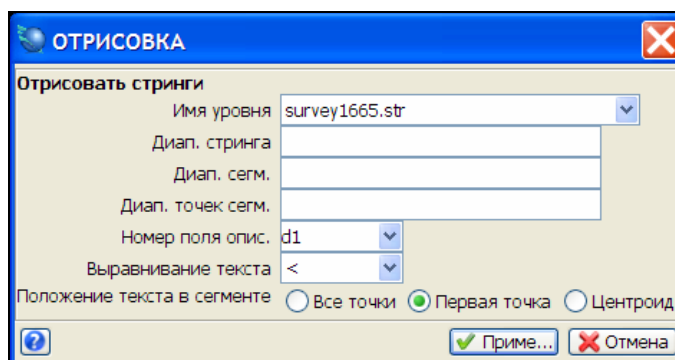 ОТРИСОВКА
Отрисовать стринги
Имя уровня survey1665.str
Диап. стринга
Диап. сегм.
Диап. точек сегм.
Номер поля опис. d1
Выравнивание текста <
Положение текста в сегменте Все точки Первая точка Центроид
? Приме... Отмена